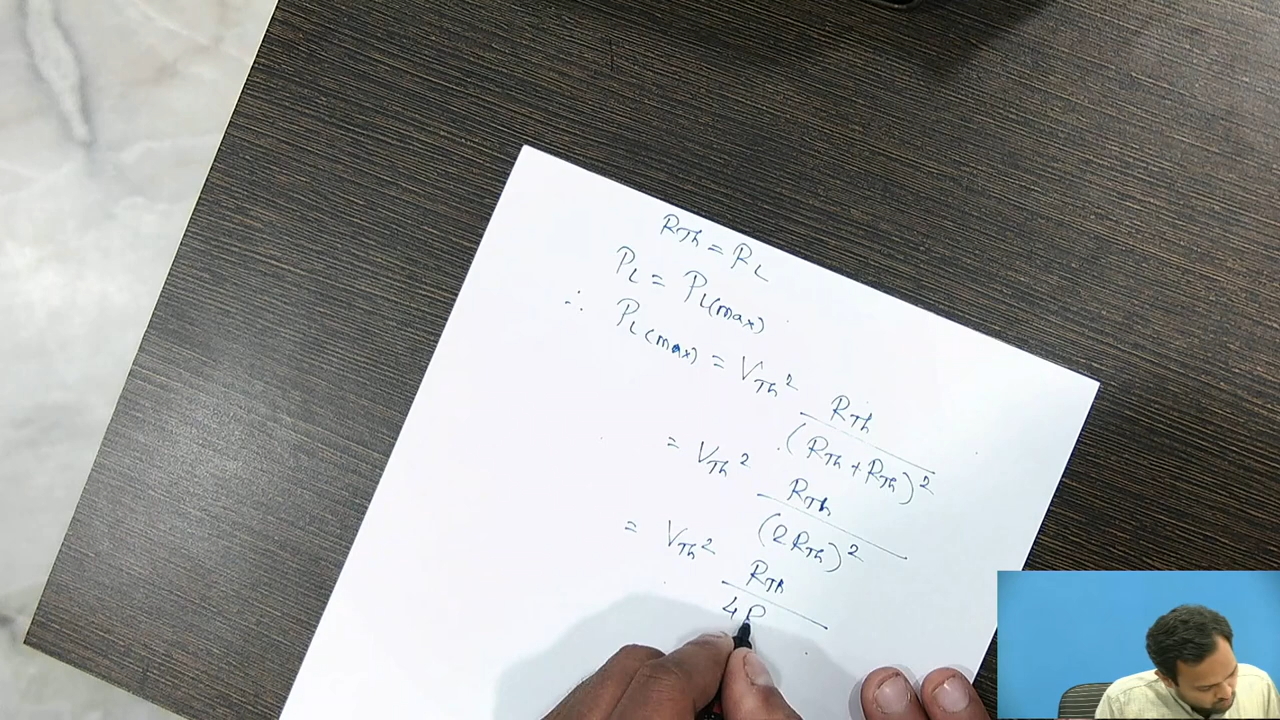 RTh = RL
PL = PL(max)
∴ PL(max) = VTh² RTh / (RTh + RTh)²
= VTh² RTh / (2RTh)²
= VTh² RTh / 4R